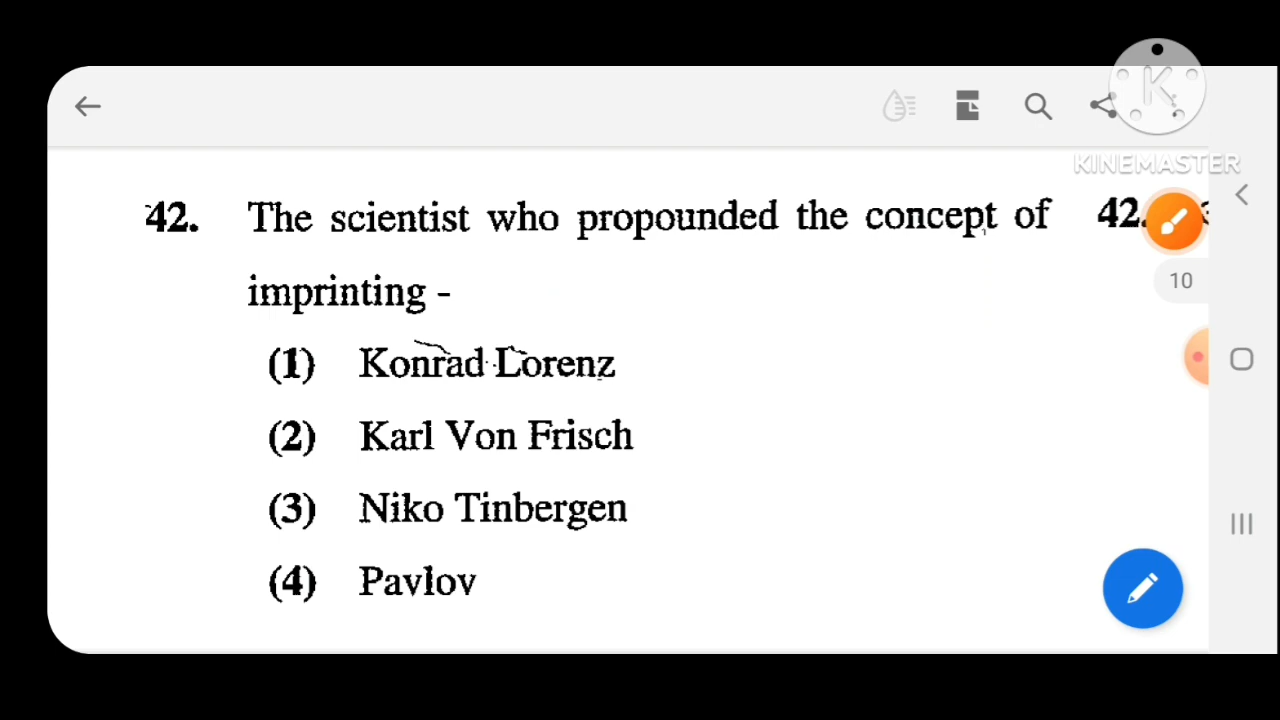 KINEMASTER
42. The scientist who propounded the concept of 42.
imprinting -
10
(1) Konrad Lorenz
(2) Karl Von Frisch
(3) Niko Tinbergen
(4) Pavlov